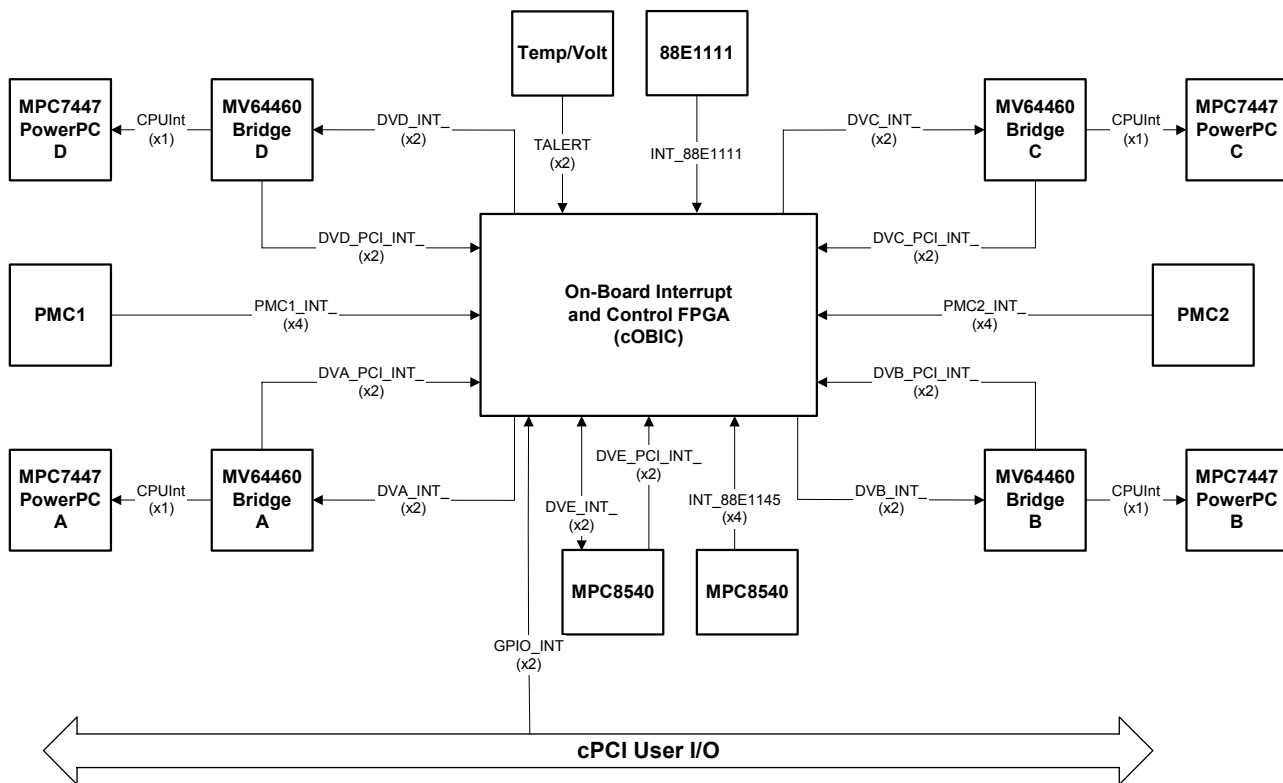 Temp/Volt
88E1111
MPC7447
PowerPC
D
CPUInt
(x1)
MV64460
Bridge
D
DVD_INT_
(x2)
TALERT
(x2)
INT_88E1111
DVC_INT_
(x2)
MV64460
Bridge
C
CPUInt
(x1)
MPC7447
PowerPC
C
DVD_PCI_INT_
(x2)
DVC_PCI_INT_
(x2)
PMC1
PMC1_INT_
(x4)
On-Board Interrupt
and Control FPGA
(cOBIC)
PMC2_INT_
(x4)
PMC2
DVA_PCI_INT_
(x2)
DVB_PCI_INT_
(x2)
MPC7447
PowerPC
A
CPUInt
(x1)
MV64460
Bridge
A
DVA_INT_
(x2)
DVE_INT_
(x2)
DVE_PCI_INT_
(x2)
INT_88E1145
(x4)
DVB_INT_
(x2)
MV64460
Bridge
B
CPUInt
(x1)
MPC7447
PowerPC
B
MPC8540
MPC8540
GPIO_INT
(x2)
cPCI User I/O